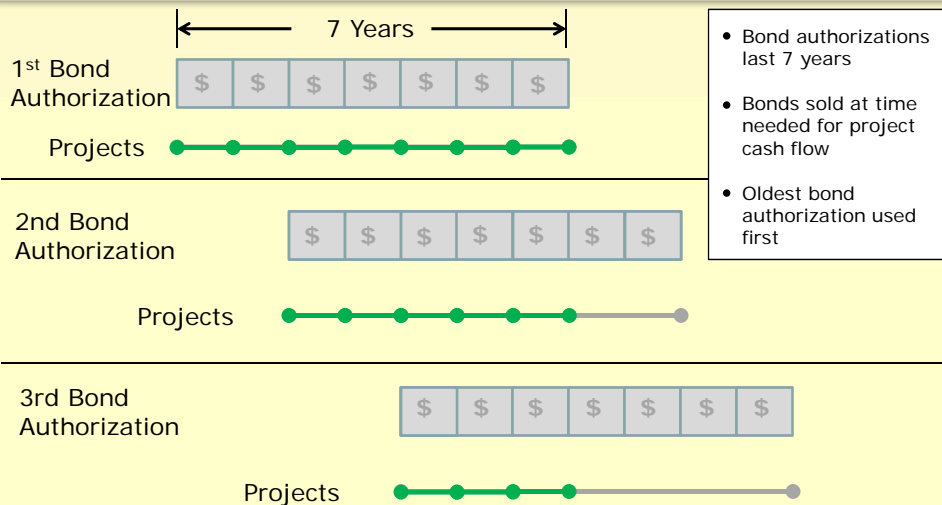 7 Years
1st Bond
Authorization
$ $ $ $ $ $ $
Projects
• Bond authorizations
last 7 years
• Bonds sold at time
needed for project
cash flow
• Oldest bond
authorization used
first
2nd Bond
Authorization
$ $ $ $ $ $ $
Projects
3rd Bond
Authorization
$ $ $ $ $ $ $
Projects